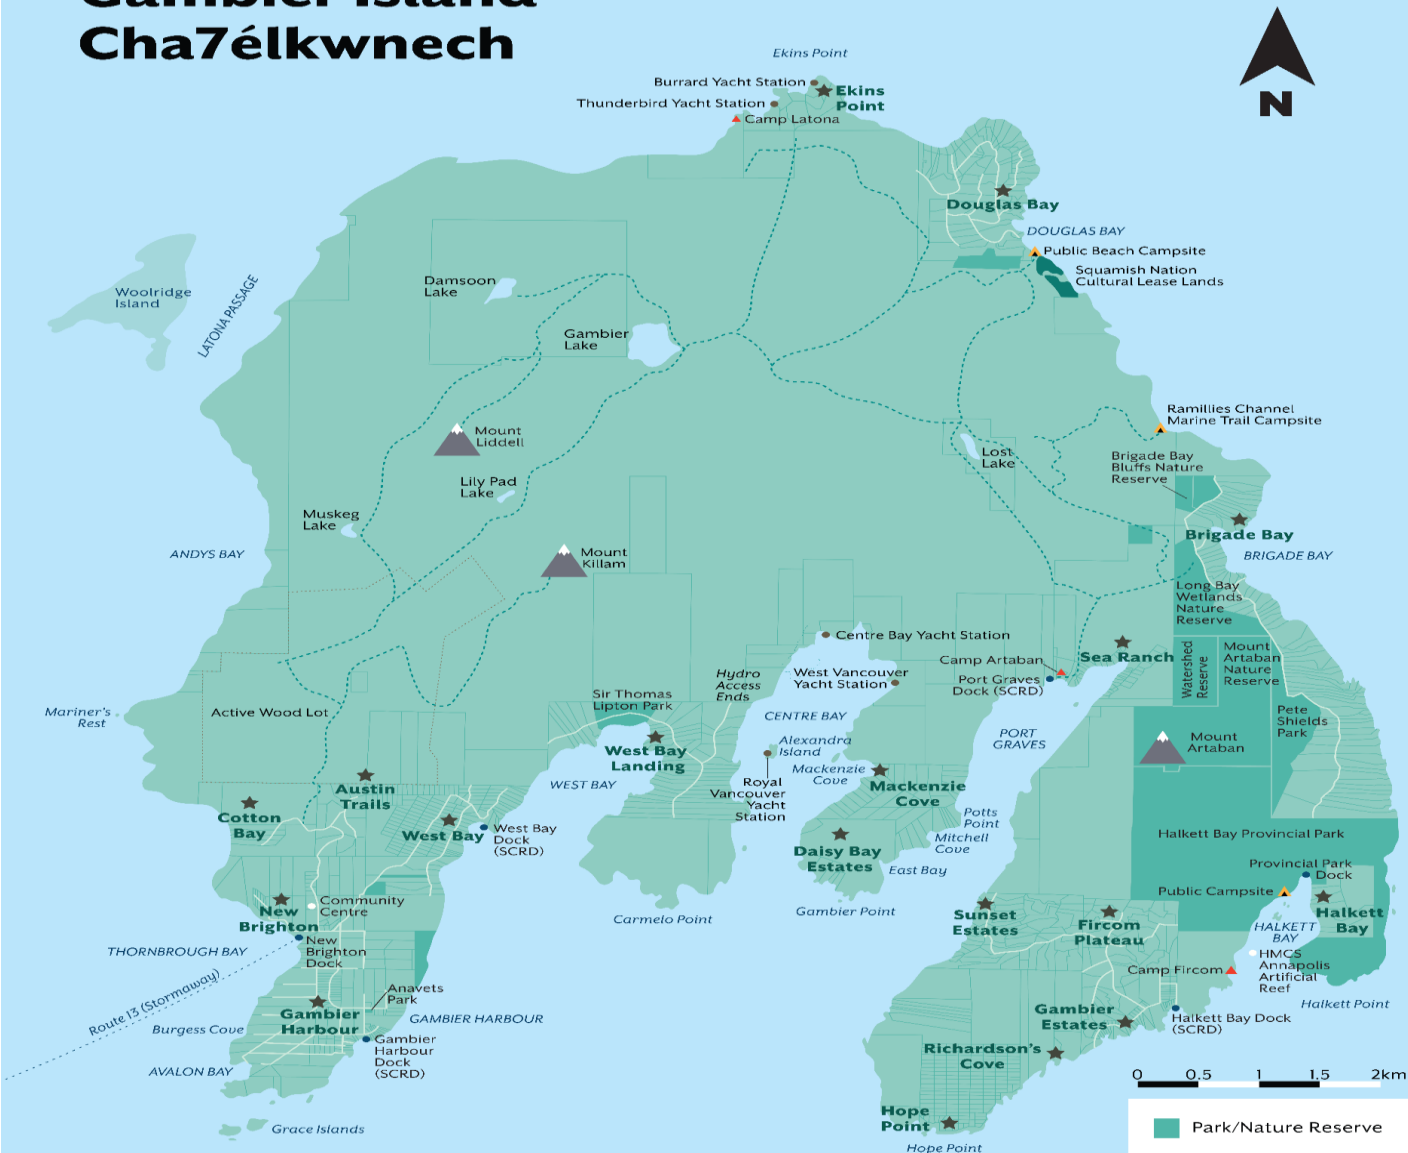 Gambier Island
Cha7élkwnech
N
Ekins Point
Burrard Yacht Station
Thunderbird Yacht Station
Camp Latona
Ekins
Point
Douglas Bay
DOUGLAS BAY
Public Beach Campsite
Squamish Nation
Cultural Lease Lands
Woolridge
Island
LATONA PASSAGE
Damsoon
Lake
Gambier
Lake
Mount
Liddell
Lily Pad
Lake
Muskeg
Lake
Mount
Killam
Lost
Lake
Ramillies Channel
Marine Trail Campsite
Brigade Bay
Bluffs Nature
Reserve
Brigade Bay
BRIGADE BAY
ANDYS BAY
Long Bay
Wetlands
Nature
Reserve
Centre Bay Yacht Station
Sea Ranch
Camp Artaban
Port Graves
Dock (SCRD)
West Vancouver
Yacht Station
Watershed
Reserve
Mount
Artaban
Nature
Reserve
Hydro
Access
Ends
Sir Thomas
Lipton Park
Mariner's
Rest
Active Wood Lot
CENTRE BAY
PORT
GRAVES
Pete
Shields
Park
Mount
Artaban
West Bay
Landing
Alexandra
Island
Mackenzie
Cove
Mackenzie
Cove
WEST BAY
Royal
Vancouver
Yacht
Station
Austin
Trails
Cotton
Bay
West Bay
West Bay
Dock
(SCRD)
Potts
Point
Mitchell
Cove
Daisy Bay
Estates
East Bay
Halkett Bay Provincial Park
Provincial Park
Dock
Public Campsite
Community
Centre
New
Brighton
New
Brighton
Dock
Carmelo Point
Gambier Point
Sunset
Estates
Fircom
Plateau
Halkett
Bay
HALKETT
BAY
THORNBROUGH BAY
HMCS
Annapolis
Artificial
Reef
Camp Fircom
Route 13 (Stormaway)
Anavets
Park
Halkett Point
Gambier
Harbour
GAMBIER HARBOUR
Burgess Cove
Gambier
Estates
Halkett Bay Dock
(SCRD)
Gambier
Harbour
Dock
(SCRD)
Richardson's
Cove
AVALON BAY
0 0.5 1 1.5 2km
Hope
Point
Grace Islands
Hope Point
Park/Nature Reserve